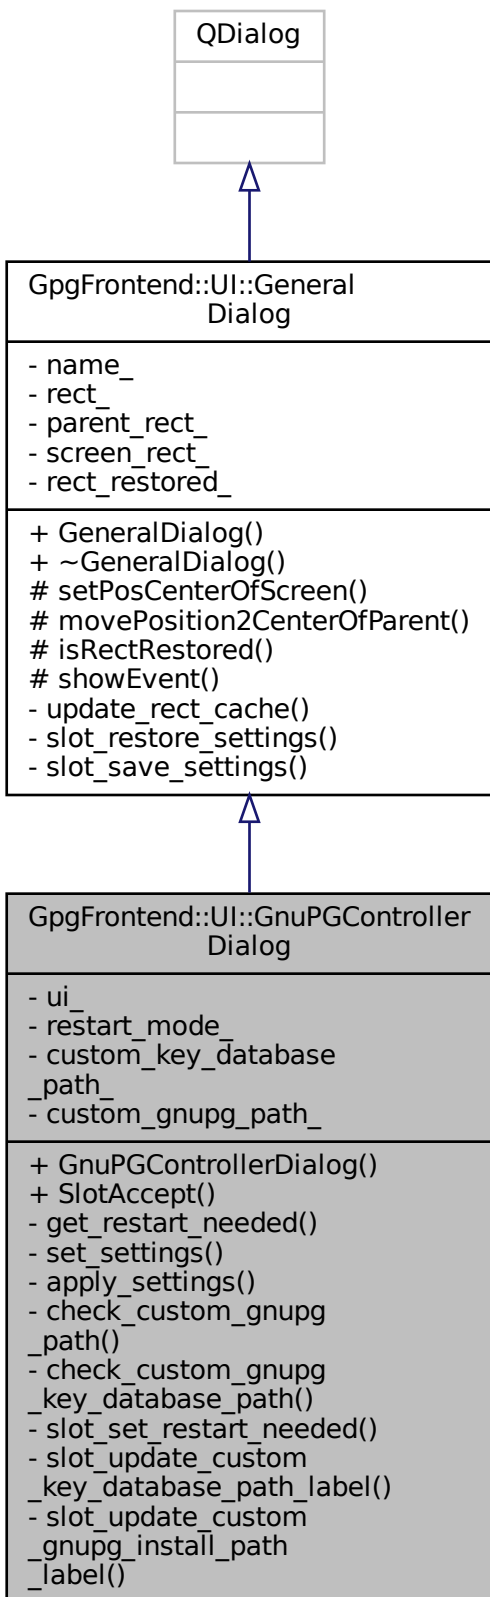 QDialog
GpgFrontend::UI::General
Dialog
- name_
- rect_
- parent_rect_
- screen_rect_
- rect_restored_
+ GeneralDialog()
+ ~GeneralDialog()
# setPosCenterOfScreen()
# movePosition2CenterOfParent()
# isRectRestored()
# showEvent()
- update_rect_cache()
- slot_restore_settings()
- slot_save_settings()
GpgFrontend::UI::GnuPGController
Dialog
- ui_
- restart_mode_
- custom_key_database
_path_
- custom_gnupg_path_
+ GnuPGControllerDialog()
+ SlotAccept()
- get_restart_needed()
- set_settings()
- apply_settings()
- check_custom_gnupg
_path()
- check_custom_gnupg
_key_database_path()
- slot_set_restart_needed()
- slot_update_custom
_key_database_path_label()
- slot_update_custom
_gnupg_install_path
_label()